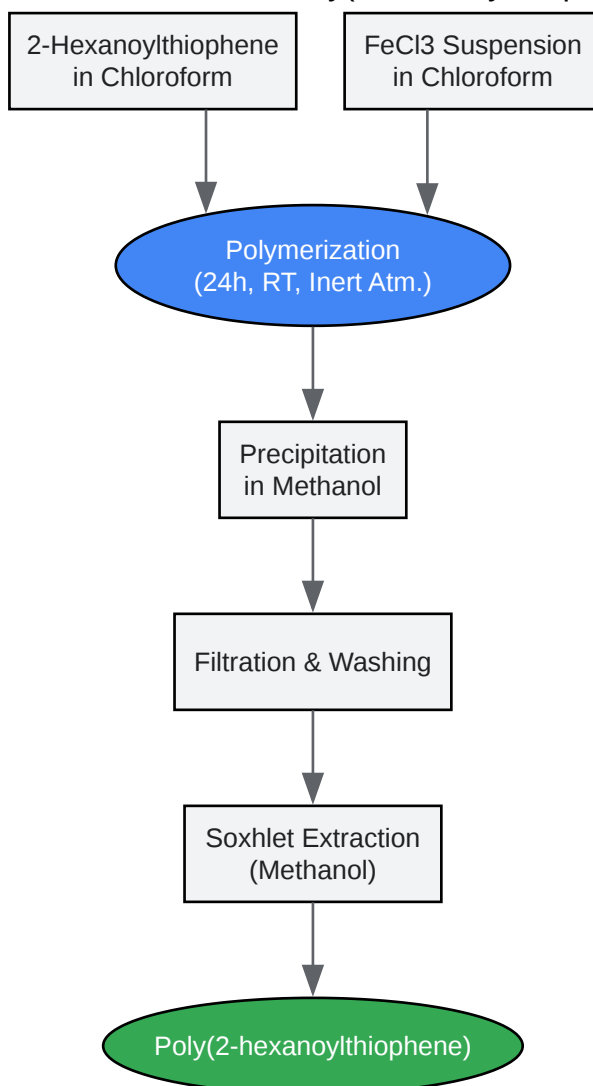 2-Hexanoylthiophene
in Chloroform
FeCl3 Suspension
in Chloroform
Polymerization
(24h, RT, Inert Atm.)
Precipitation
in Methanol
Filtration & Washing
Soxhlet Extraction
(Methanol)
Poly(2-hexanoylthiophene)